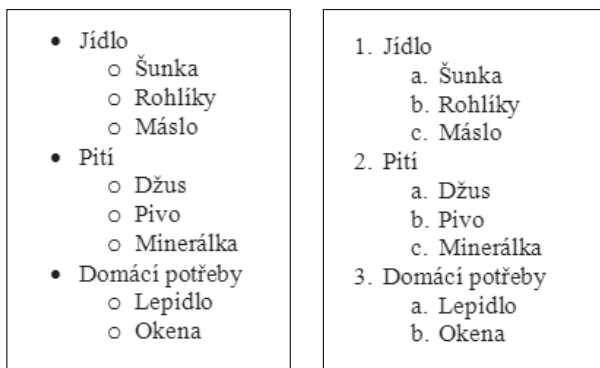 • Jídlo
o Šunka
o Rohlíky
o Máslo
• Pití
o Džus
o Pivo
o Minerálka
• Domácí potřeby
o Lepidlo
o Okena
1. Jídlo
a. Šunka
b. Rohlíky
c. Máslo
2. Pití
a. Džus
b. Pivo
c. Minerálka
3. Domácí potřeby
a. Lepidlo
b. Okena